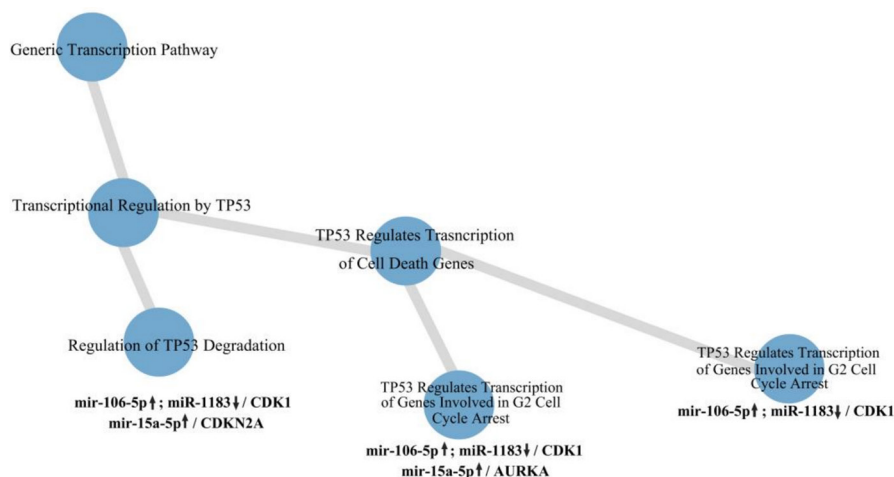 Generic Transcription Pathway
Transcriptional Regulation by TP53
TP53 Regulates Trasncription
of Cell Death Genes
Regulation of TP53 Degradation
mir-106-5p↑; miR-1183↓/ CDK1
mir-15a-5p↑/ CDKN2A
TP53 Regulates Transcription
of Genes Involved in G2 Cell
Cycle Arrest
mir-106-5p↑; miR-1183↓/ CDK1
mir-15a-5p↑/ AURKA
TP53 Regulates Transcription
of Genes Involved in G2 Cell
Cycle Arrest
mir-106-5p↑; miR-1183↓/ CDK1